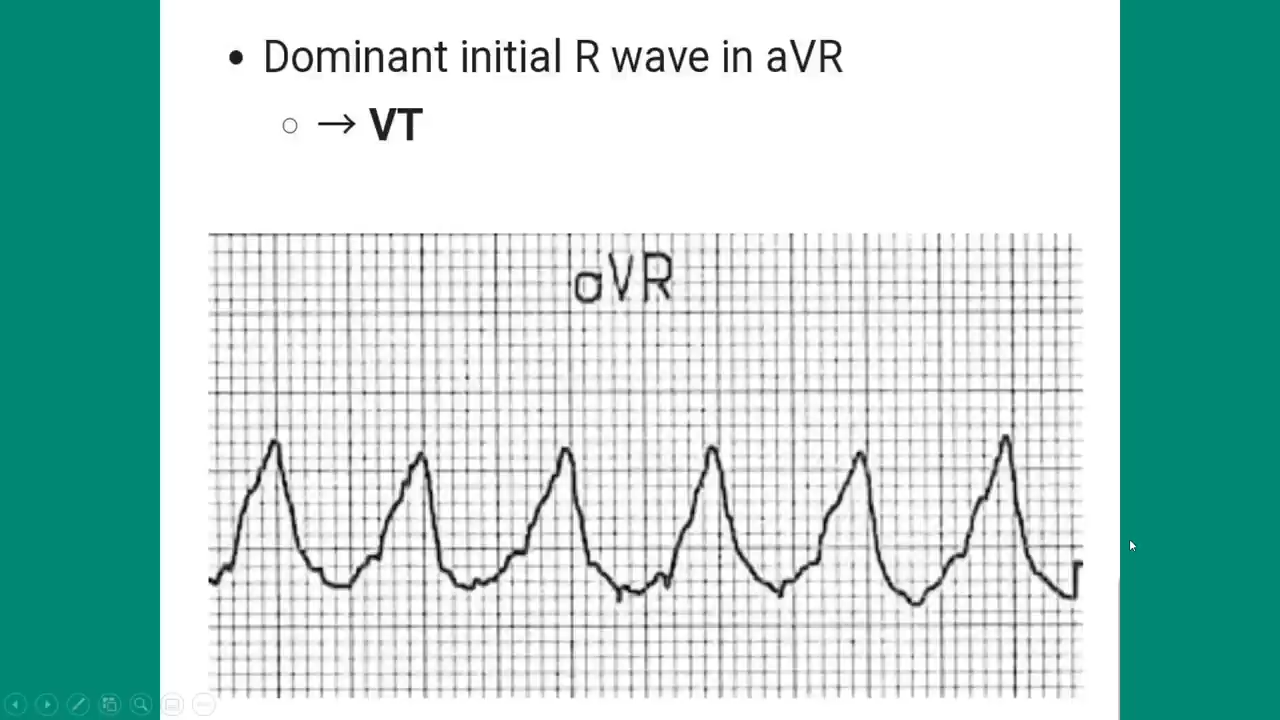 • Dominant initial R wave in aVR
○ → VT
aVR